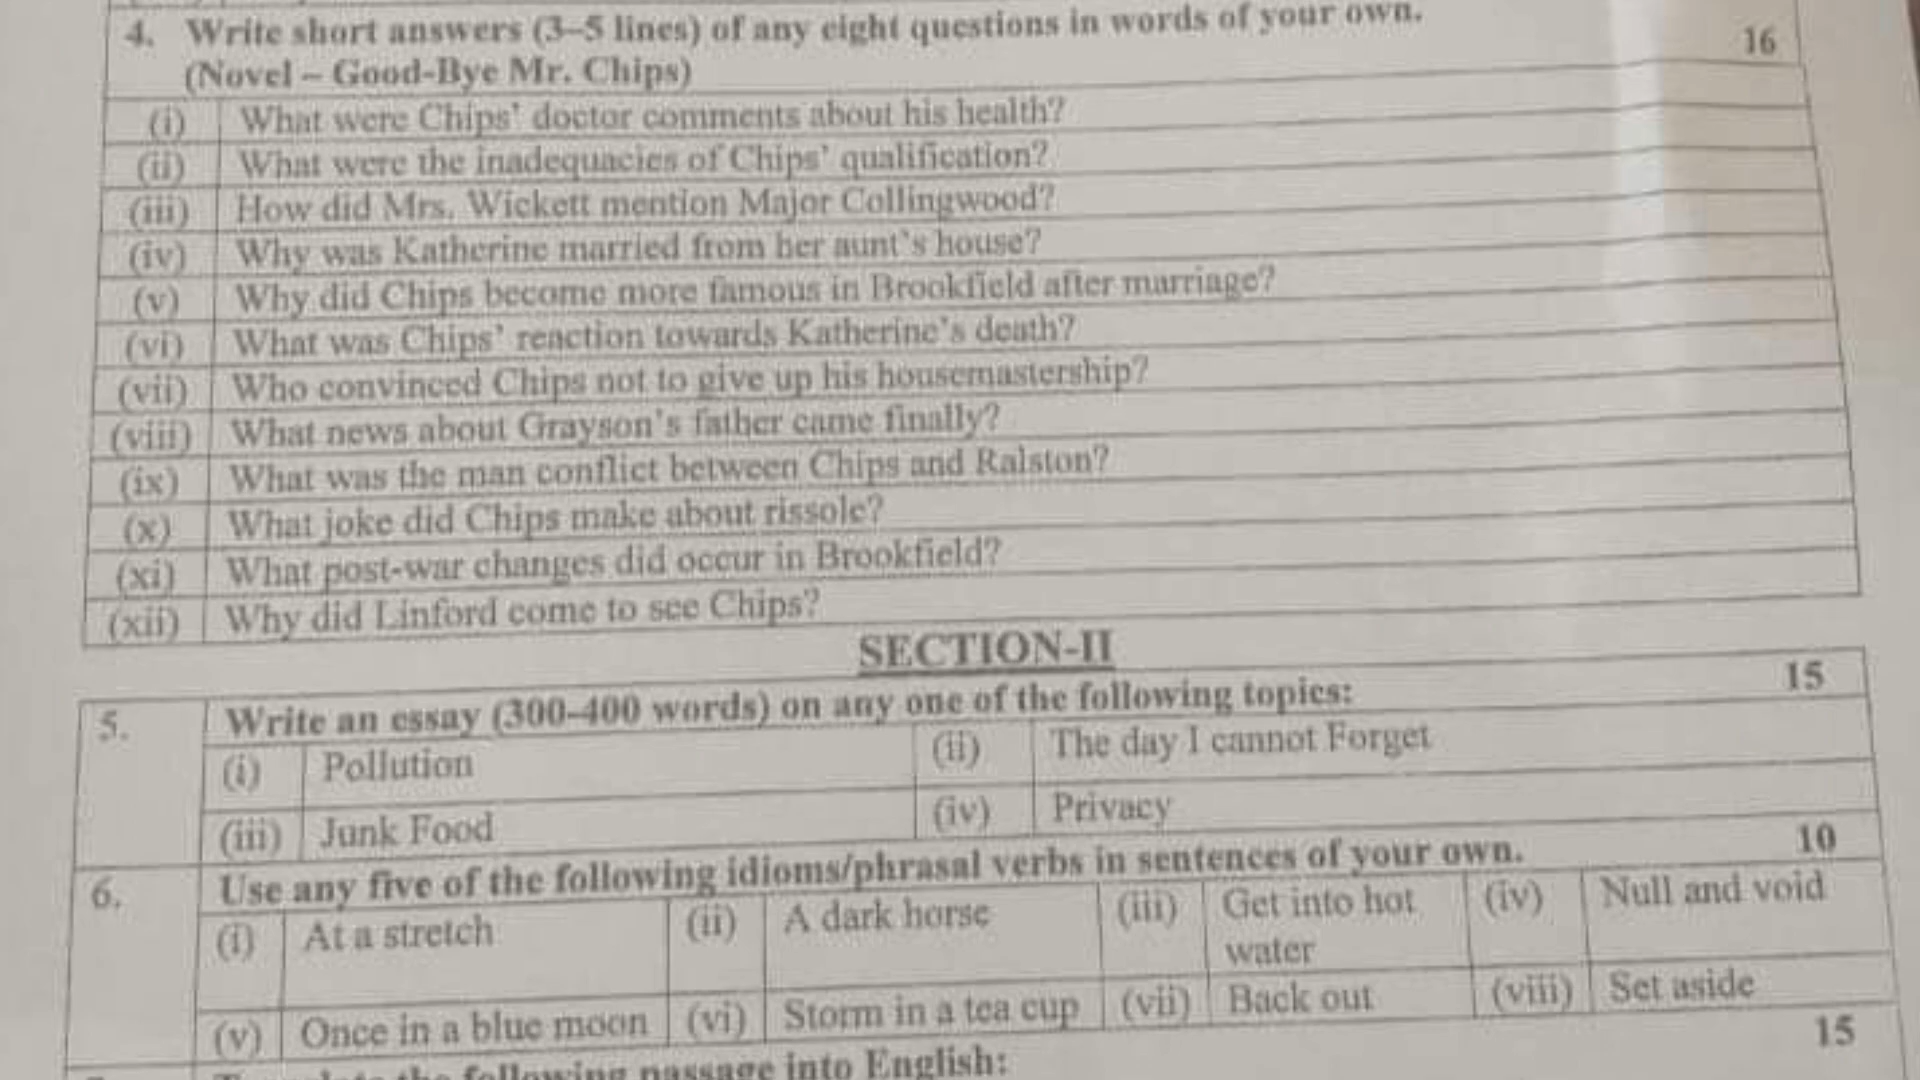 4. Write short answers (3–5 lines) of any eight questions in words of your own. 16
(Novel – Good-Bye Mr. Chips)
(i) What were Chips' doctor comments about his health?
(ii) What were the inadequacies of Chips' qualification?
(iii) How did Mrs. Wickett mention Major Collingwood?
(iv) Why was Katherine married from her aunt's house?
(v) Why did Chips become more famous in Brookfield after marriage?
(vi) What was Chips' reaction towards Katherine's death?
(vii) Who convinced Chips not to give up his housemastership?
(viii) What news about Grayson's father came finally?
(ix) What was the man conflict between Chips and Ralston?
(x) What joke did Chips make about rissole?
(xi) What post-war changes did occur in Brookfield?
(xii) Why did Linford come to see Chips?
SECTION-II
5. Write an essay (300-400 words) on any one of the following topics: 15
(i) Pollution (ii) The day I cannot Forget
(iii) Junk Food (iv) Privacy
6. Use any five of the following idioms/phrasal verbs in sentences of your own. 10
(i) At a stretch (ii) A dark horse (iii) Get into hot (iv) Null and void
water
(v) Once in a blue moon (vi) Storm in a tea cup (vii) Back out (viii) Set aside
the following passage into English: 15